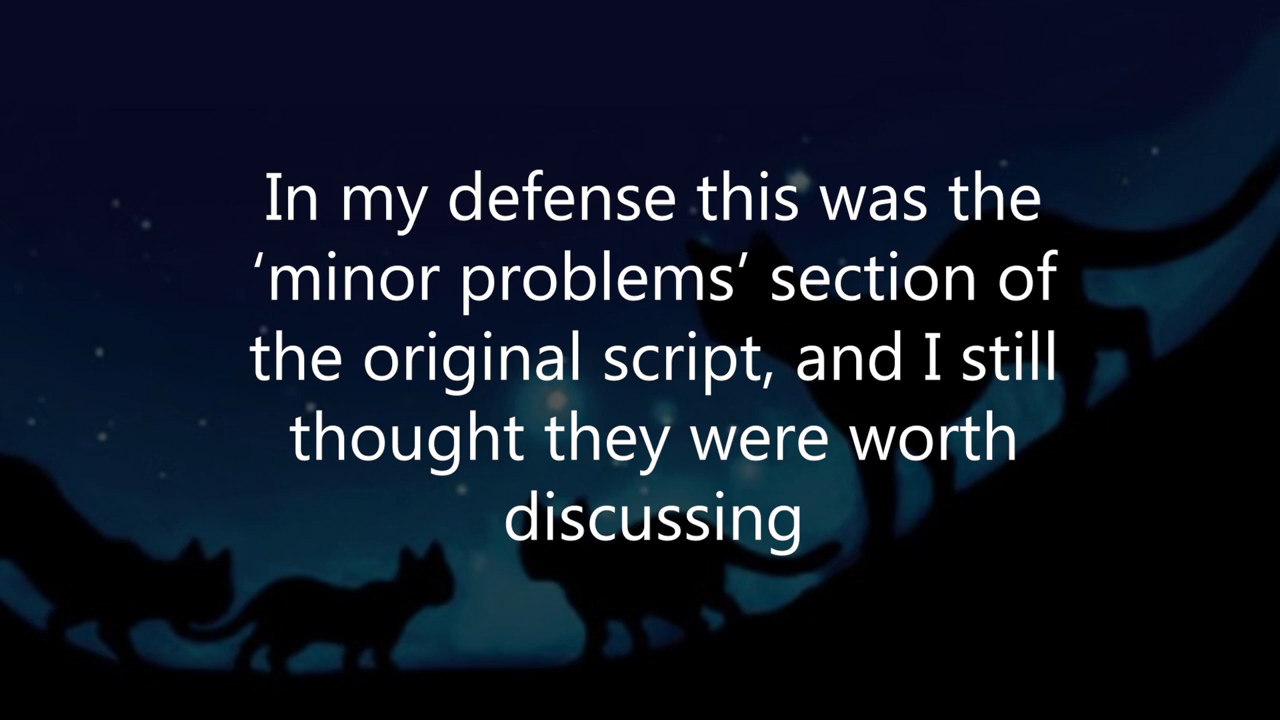 In my defense this was the
‘minor problems’ section of
the original script, and I still
thought they were worth
discussing